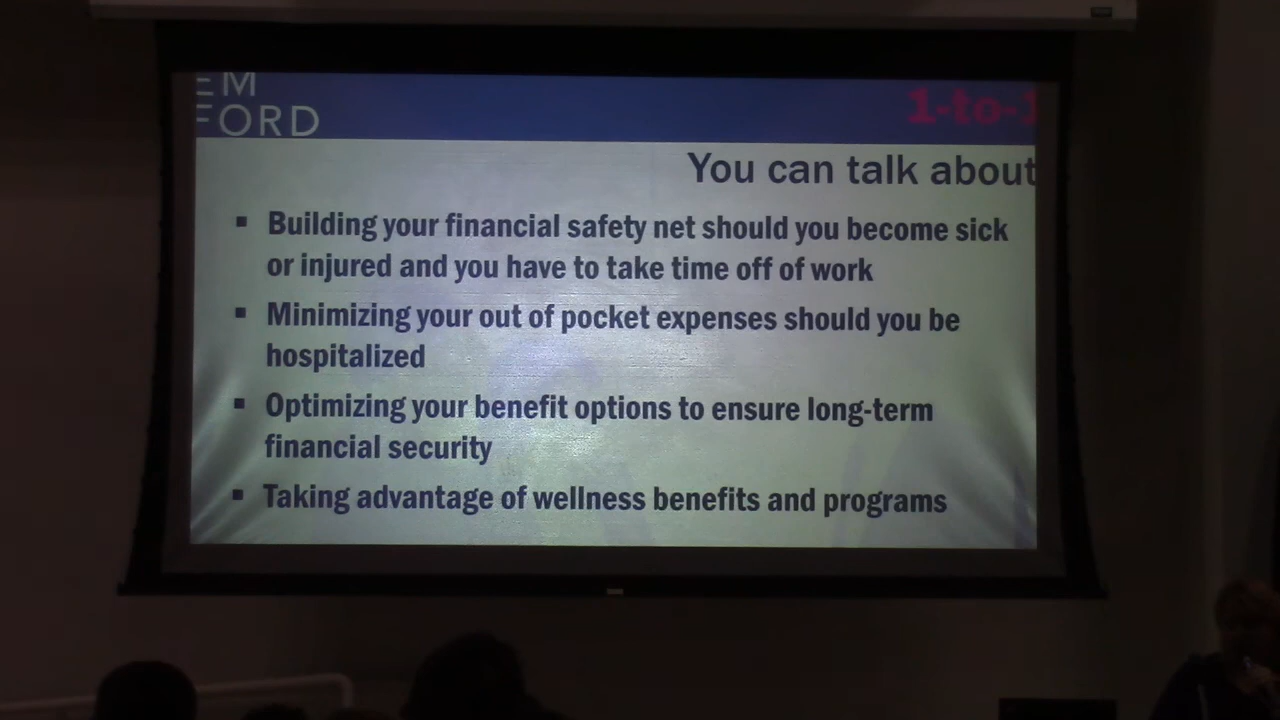 EM
FORD
1-to-1
You can talk about
▪ Building your financial safety net should you become sick
or injured and you have to take time off of work
▪ Minimizing your out of pocket expenses should you be
hospitalized
▪ Optimizing your benefit options to ensure long-term
financial security
▪ Taking advantage of wellness benefits and programs